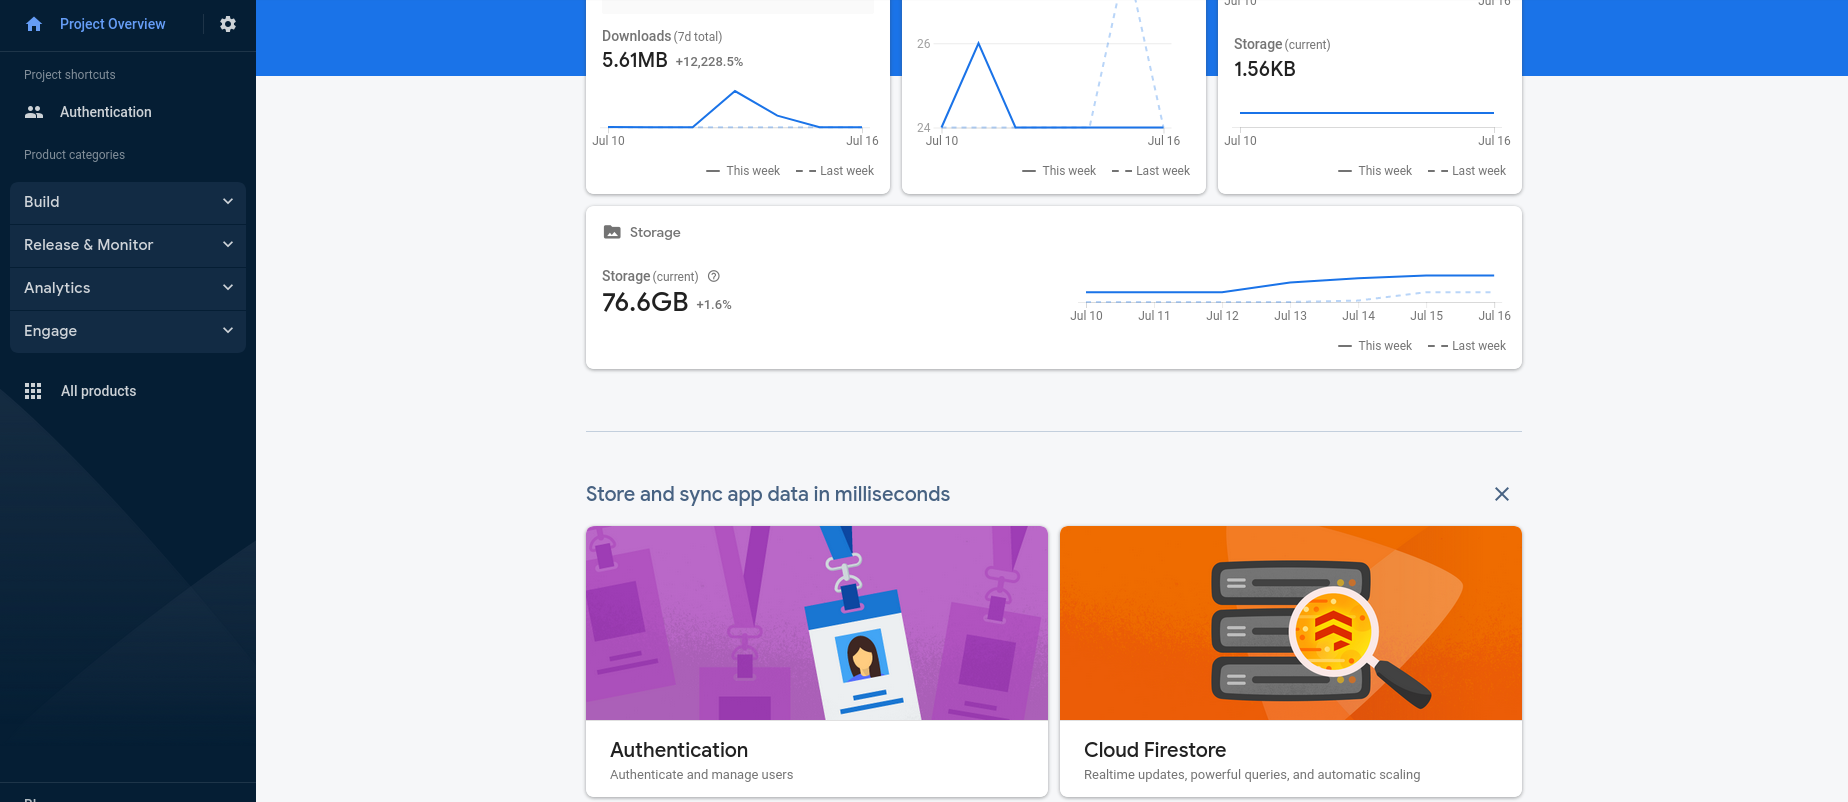 Project Overview
Project shortcuts
Authentication
Product categories
Build
Release & Monitor
Analytics
Engage
All products
Downloads (7d total)
5.61MB +12,228.5%
Jul 10 Jul 16
This week Last week
26
24
Jul 10 Jul 16
This week Last week
Jul 10 Jul 16
Storage (current)
1.56KB
Jul 10 Jul 16
This week Last week
Storage
Storage (current)
76.6GB +1.6%
Jul 10 Jul 11 Jul 12 Jul 13 Jul 14 Jul 15 Jul 16
This week Last week
Store and sync app data in milliseconds
Authentication
Authenticate and manage users
Cloud Firestore
Realtime updates, powerful queries, and automatic scaling